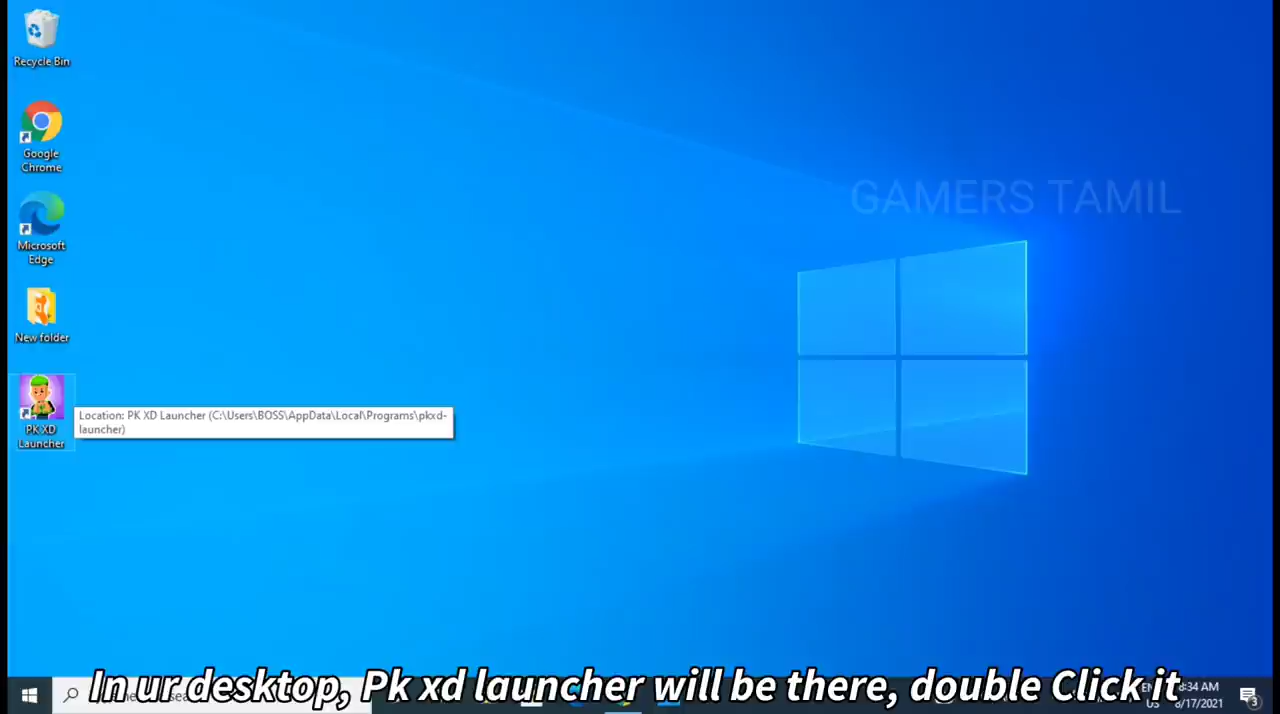 Recycle Bin
Google
Chrome
GAMERS TAMIL
Microsoft
Edge
New folder
Location: PK XD Launcher (C:\Users\BOSS\AppData\Local\Programs\pkxd-
launcher)
PK XD
Launcher
In ur desktop, Pk xd launcher will be there, double Click it
8:34 AM
8/17/2021
3